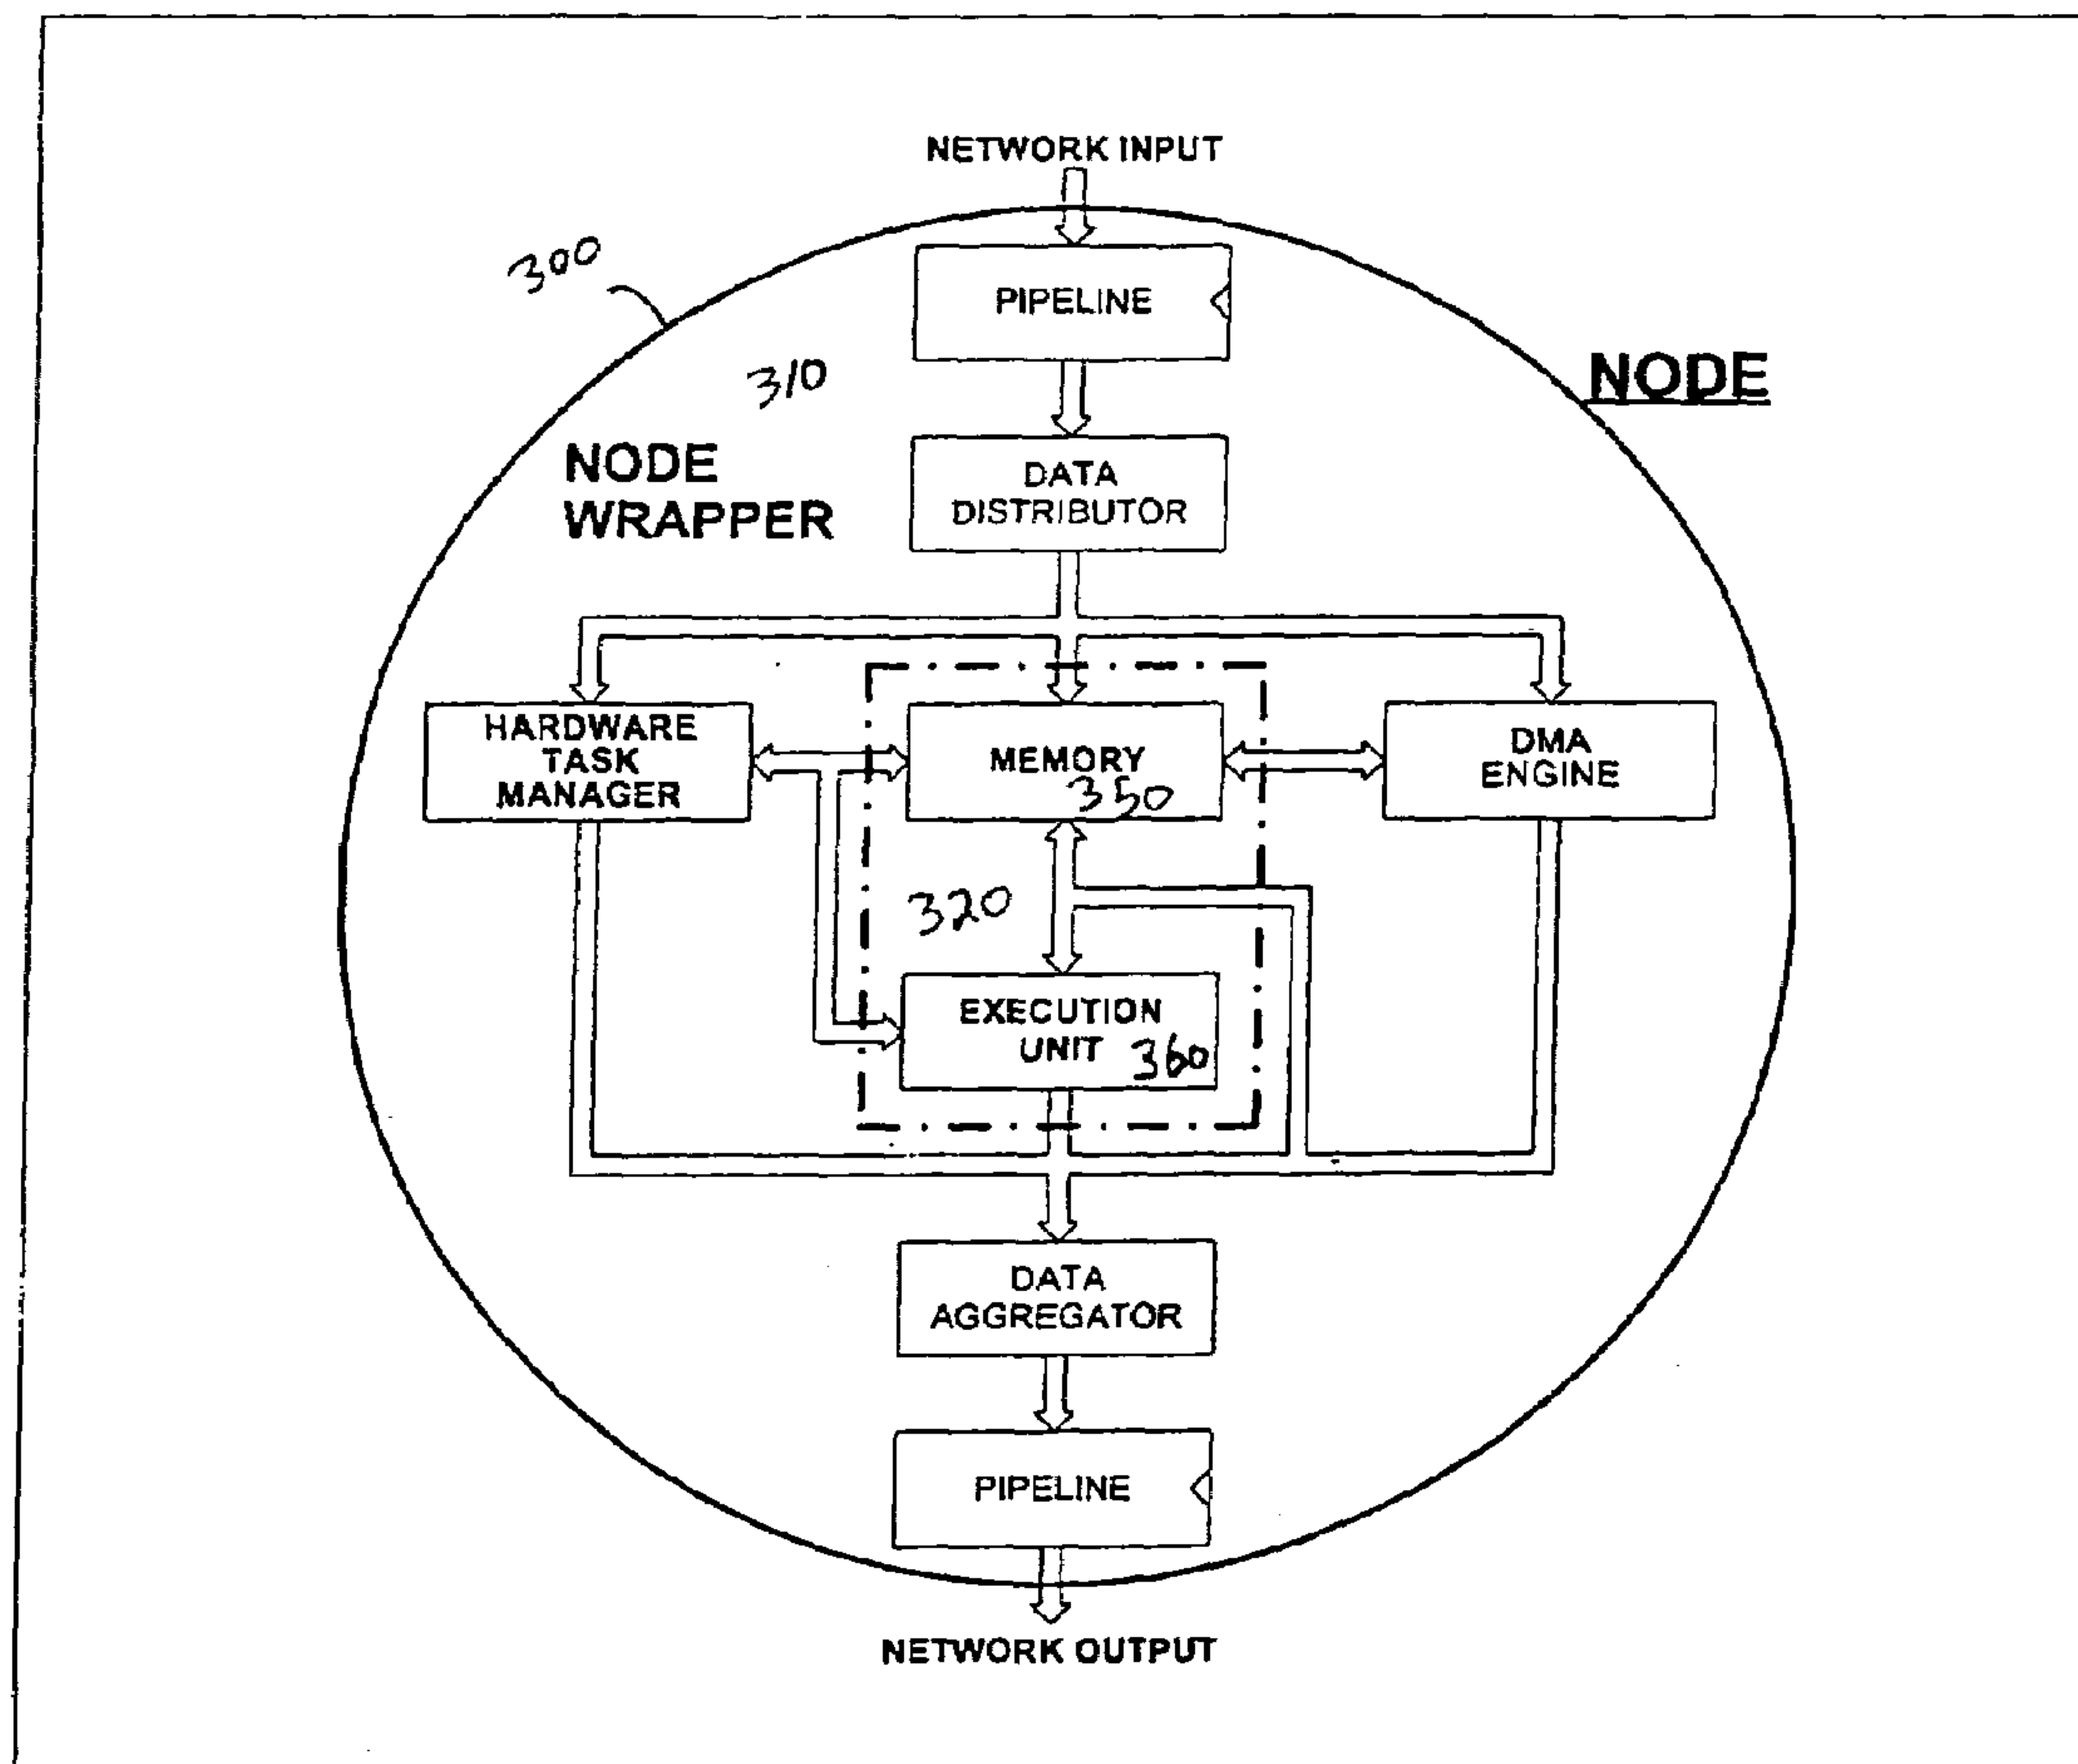 NETWORK INPUT
300
PIPELINE
310
NODE
NODE
WRAPPER
DATA
DISTRIBUTOR
HARDWARE
TASK
MANAGER
MEMORY
350
DMA
ENGINE
320
EXECUTION
UNIT 360
DATA
AGGREGATOR
PIPELINE
NETWORK OUTPUT